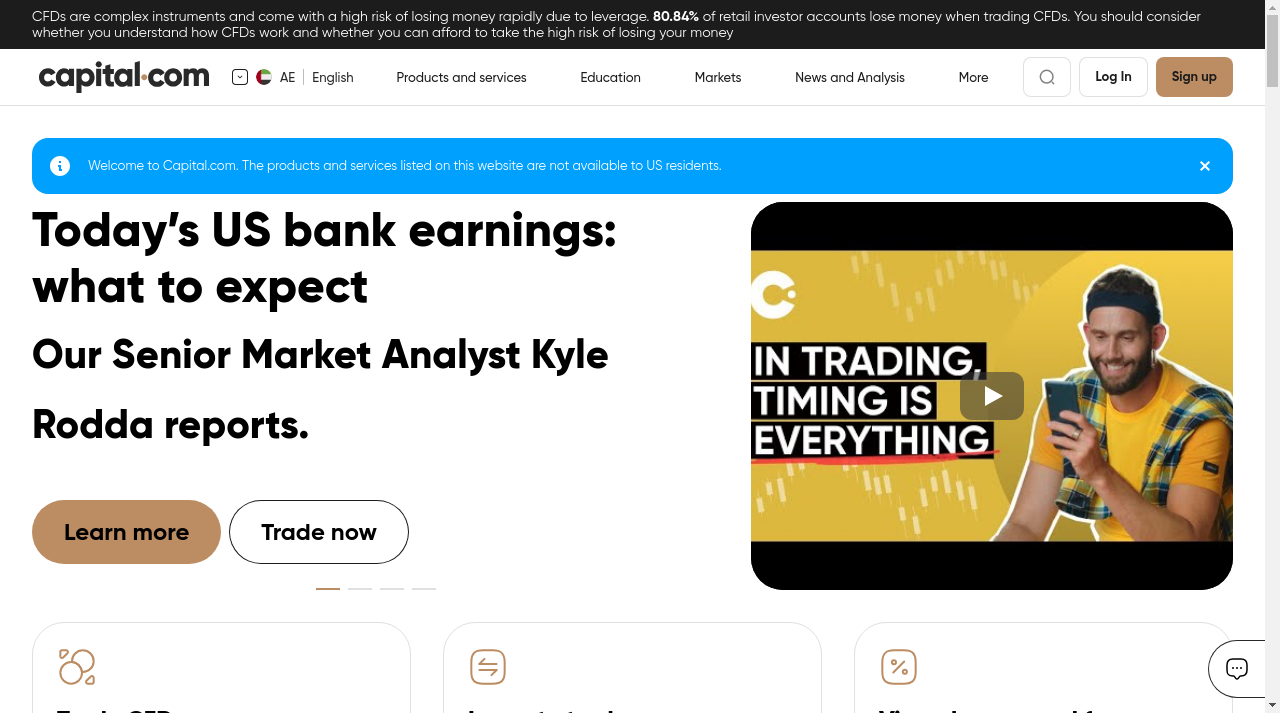 CFDs are complex instruments and come with a high risk of losing money rapidly due to leverage. 80.84% of retail investor accounts lose money when trading CFDs. You should consider
whether you understand how CFDs work and whether you can afford to take the high risk of losing your money
capital.com AE English Products and services Education Markets News and Analysis More Log In Sign up
Welcome to Capital.com. The products and services listed on this website are not available to US residents.
Today's US bank earnings:
what to expect
Our Senior Market Analyst Kyle
Rodda reports.
Learn more Trade now
IN TRADING,
TIMING IS
EVERYTHING